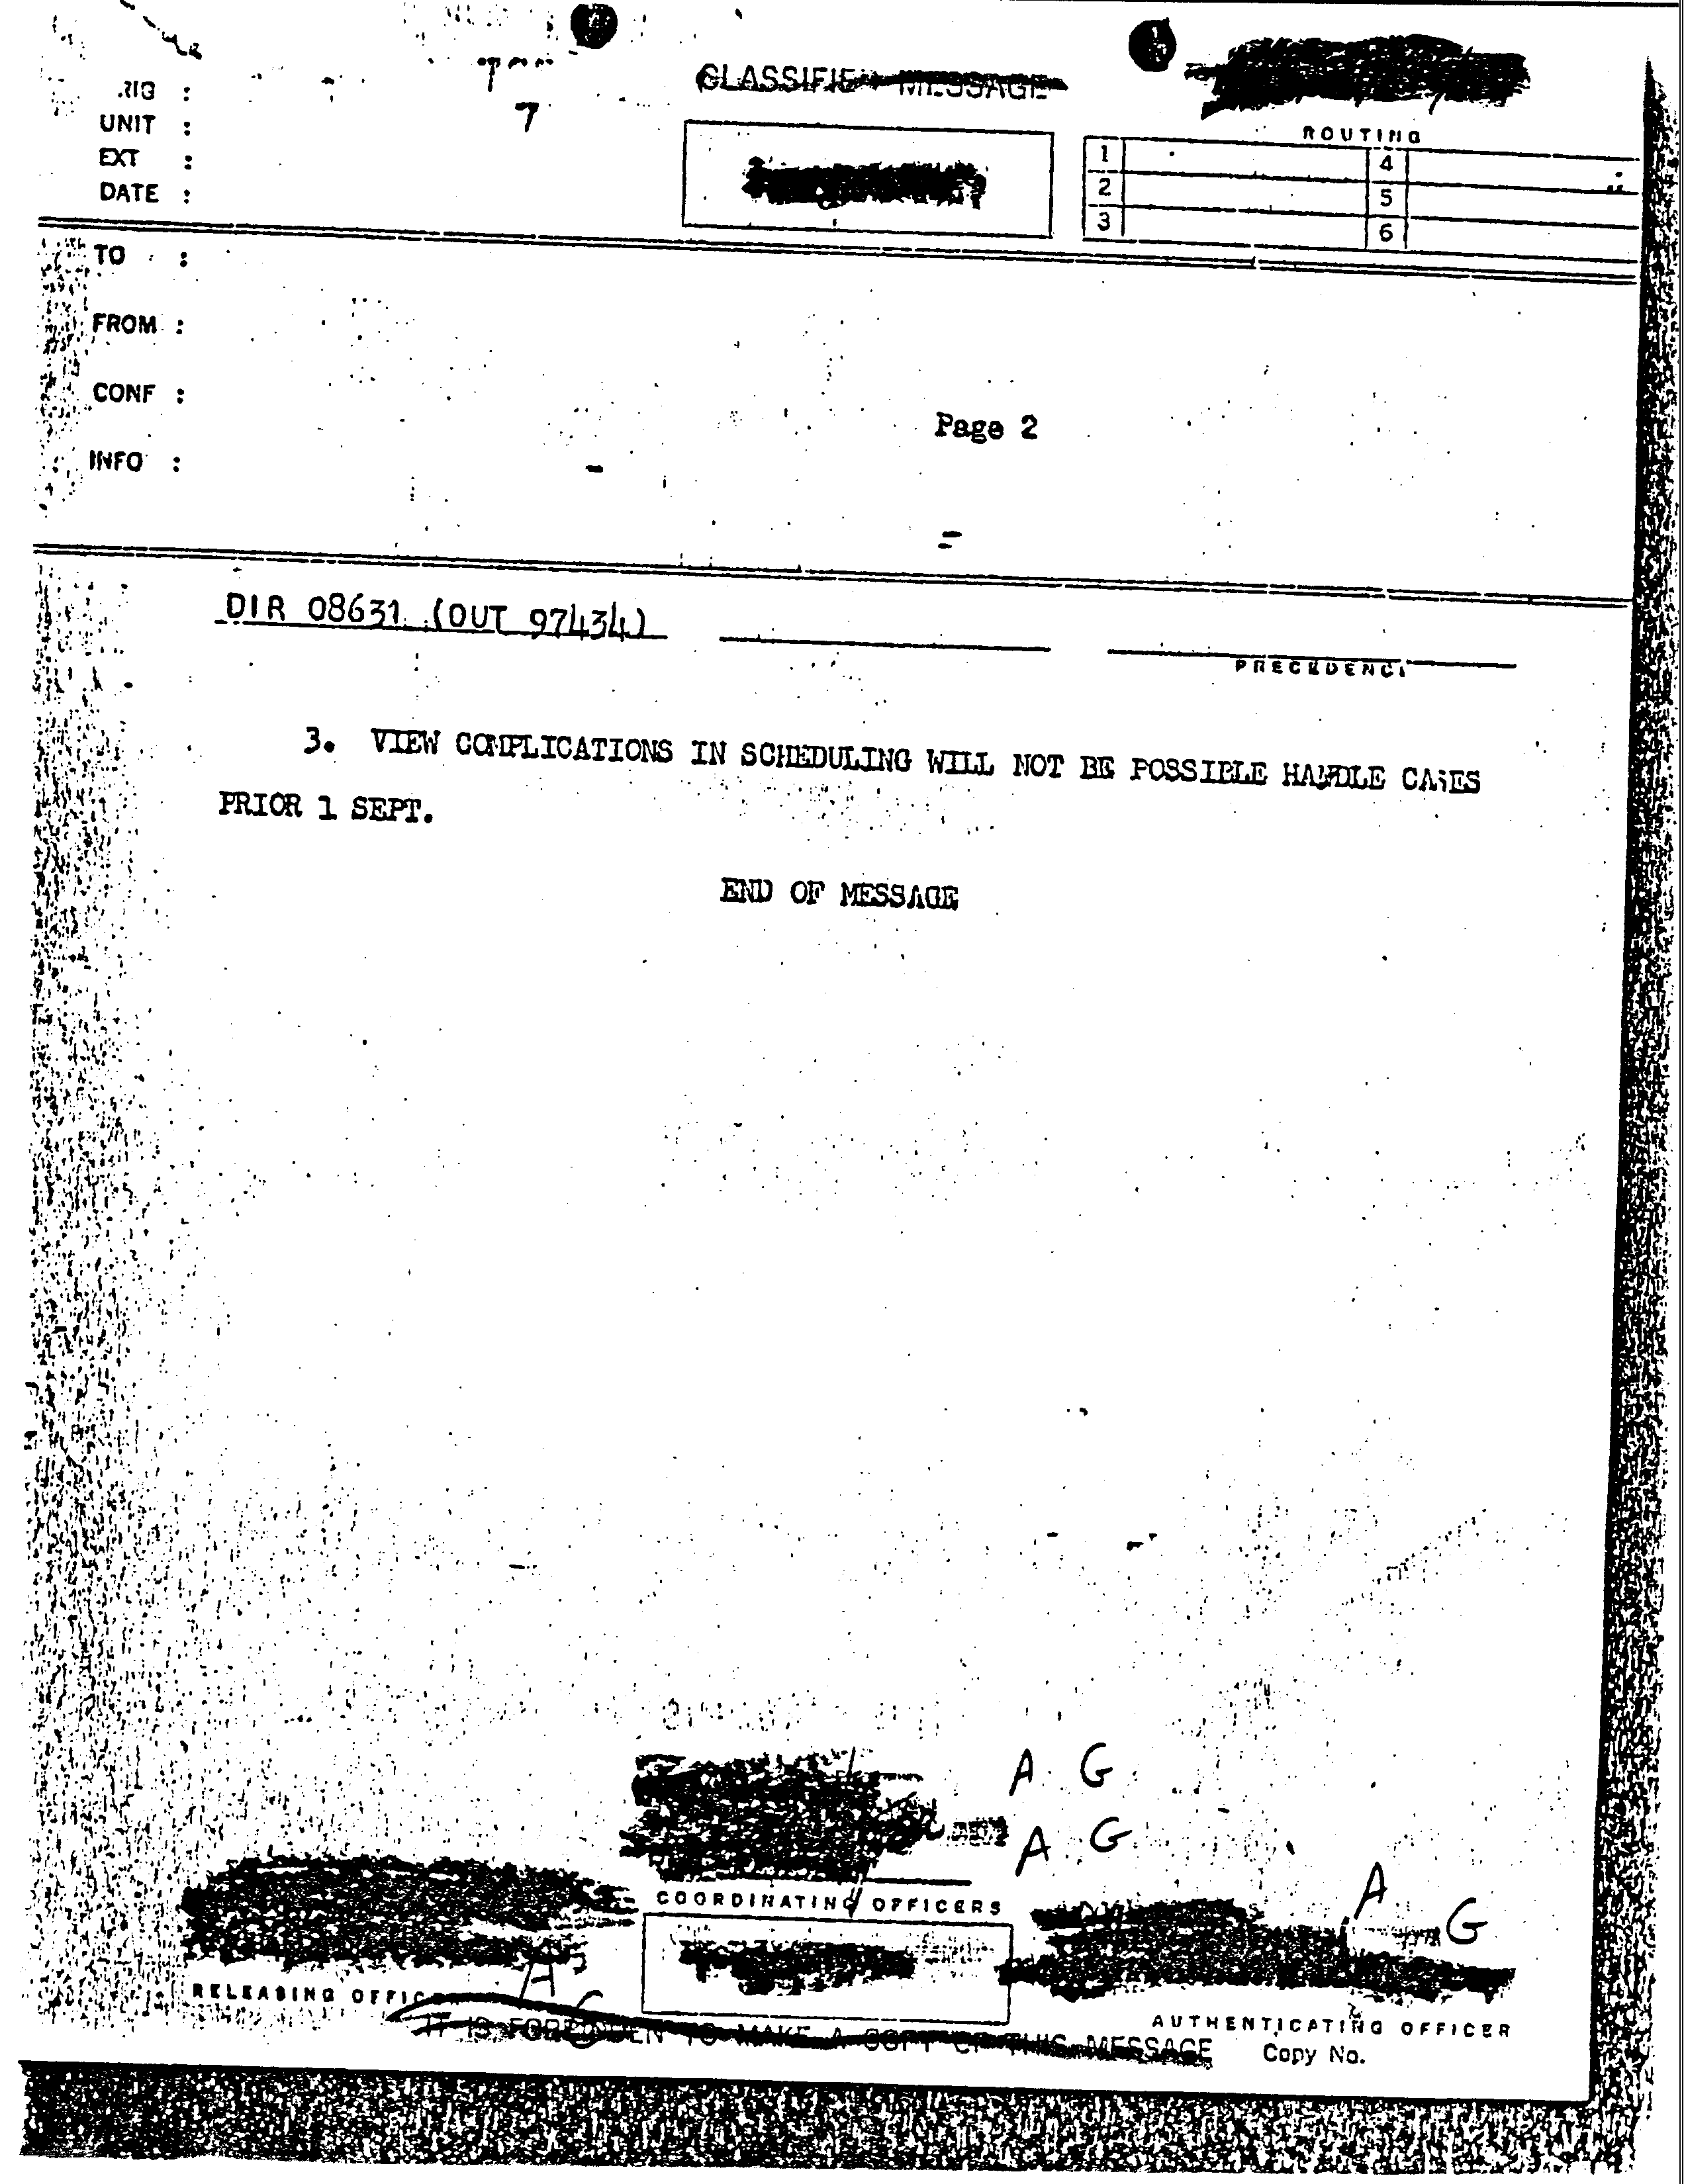 CLASSIFIED MESSAGE
UNIT :
EXT :
DATE :
ROUTING
1 4
2 5
3 6
TO :
FROM :
CONF :
Page 2
INFO :
DIR 08631 (OUT 97434)
PRECEDENCE
3. VIEW COMPLICATIONS IN SCHEDULING WILL NOT BE POSSIBLE HANDLE CASES
PRIOR 1 SEPT.
END OF MESSAGE
A G
A G
A G
COORDINATING OFFICERS
A G
RELEASING OFFICER
AUTHENTICATING OFFICER
IT IS FORBIDDEN TO MAKE A COPY OF THIS MESSAGE
Copy No.